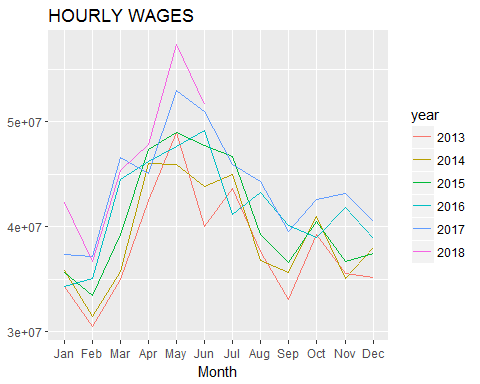 HOURLY WAGES
5e+07
4e+07
3e+07
Jan Feb Mar Apr May Jun Jul Aug Sep Oct Nov Dec
Month
year
2013
2014
2015
2016
2017
2018